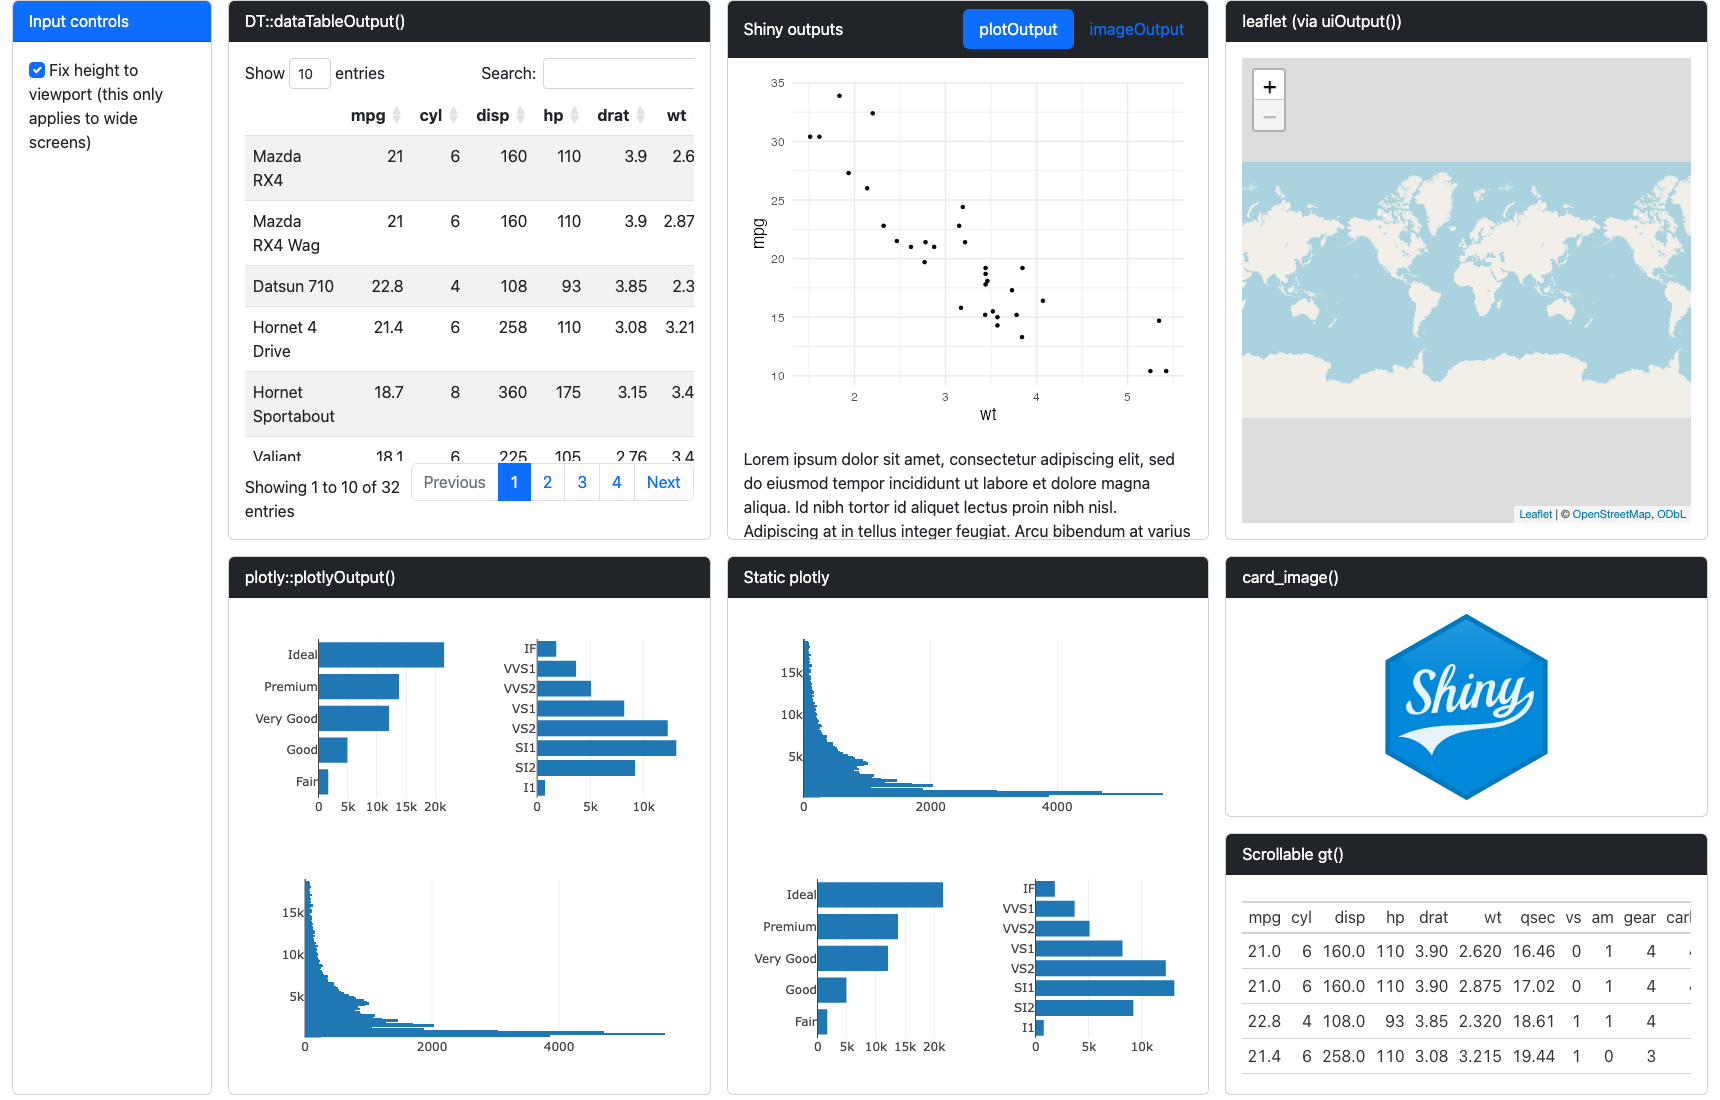 Input controls
Fix height to
viewport (this only
applies to wide
screens)
DT::dataTableOutput()
Show 10 entries Search:
mpg cyl disp hp drat wt
Mazda RX4 21 6 160 110 3.9 2.6
Mazda RX4 Wag 21 6 160 110 3.9 2.87
Datsun 710 22.8 4 108 93 3.85 2.3
Hornet 4 Drive 21.4 6 258 110 3.08 3.21
Hornet Sportabout 18.7 8 360 175 3.15 3.4
Valiant 18.1 6 225 105 2.76 3.4
Showing 1 to 10 of 32
entries
Previous 1 2 3 4 Next
Shiny outputs plotOutput imageOutput
35
30
25
20
15
10
mpg
2 3 4 5
wt
Lorem ipsum dolor sit amet, consectetur adipiscing elit, sed
do eiusmod tempor incididunt ut labore et dolore magna
aliqua. Id nibh tortor id aliquet lectus proin nibh nisl.
Adipiscing at in tellus integer feugiat. Arcu bibendum at varius
leaflet (via uiOutput())
+
−
Leaflet | © OpenStreetMap, ODbL
plotly::plotlyOutput()
Ideal
Premium
Very Good
Good
Fair
0 5k 10k 15k 20k
IF
VVS1
VVS2
VS1
VS2
SI1
SI2
I1
0 5k 10k
15k
10k
5k
0 2000 4000
Static plotly
15k
10k
5k
0 2000 4000
Ideal
Premium
Very Good
Good
Fair
0 5k 10k 15k 20k
IF
VVS1
VVS2
VS1
VS2
SI1
SI2
I1
0 5k 10k
card_image()
Shiny
Scrollable gt()
mpg cyl disp hp drat wt qsec vs am gear carb
21.0 6 160.0 110 3.90 2.620 16.46 0 1 4
21.0 6 160.0 110 3.90 2.875 17.02 0 1 4
22.8 4 108.0 93 3.85 2.320 18.61 1 1 4
21.4 6 258.0 110 3.08 3.215 19.44 1 0 3